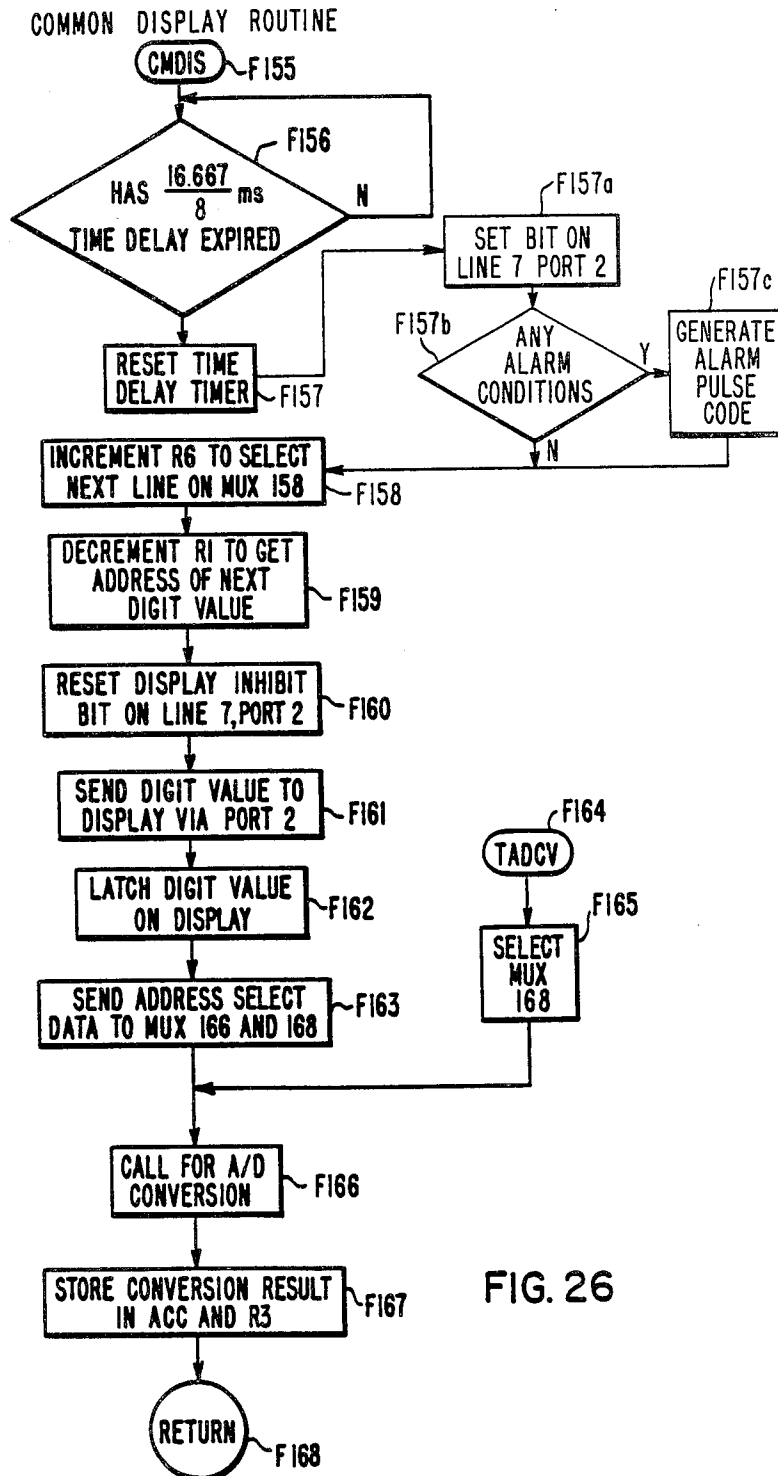 COMMON DISPLAY ROUTINE
CMDIS
F155
F156
HAS 16.667/8 ms
TIME DELAY EXPIRED
N
RESET TIME
DELAY TIMER
F157
F157a
SET BIT ON
LINE 7 PORT 2
F157b
ANY
ALARM
CONDITIONS
Y
N
F157c
GENERATE
ALARM
PULSE
CODE
INCREMENT R6 TO SELECT
NEXT LINE ON MUX 158
F158
DECREMENT R1 TO GET
ADDRESS OF NEXT
DIGIT VALUE
F159
RESET DISPLAY INHIBIT
BIT ON LINE 7, PORT 2
F160
SEND DIGIT VALUE TO
DISPLAY VIA PORT 2
F161
LATCH DIGIT VALUE
ON DISPLAY
F162
SEND ADDRESS SELECT
DATA TO MUX 166 AND 168
F163
F164
TADCV
F165
SELECT
MUX
168
CALL FOR A/D
CONVERSION
F166
STORE CONVERSION RESULT
IN ACC AND R3
F167
RETURN
F168
FIG. 26